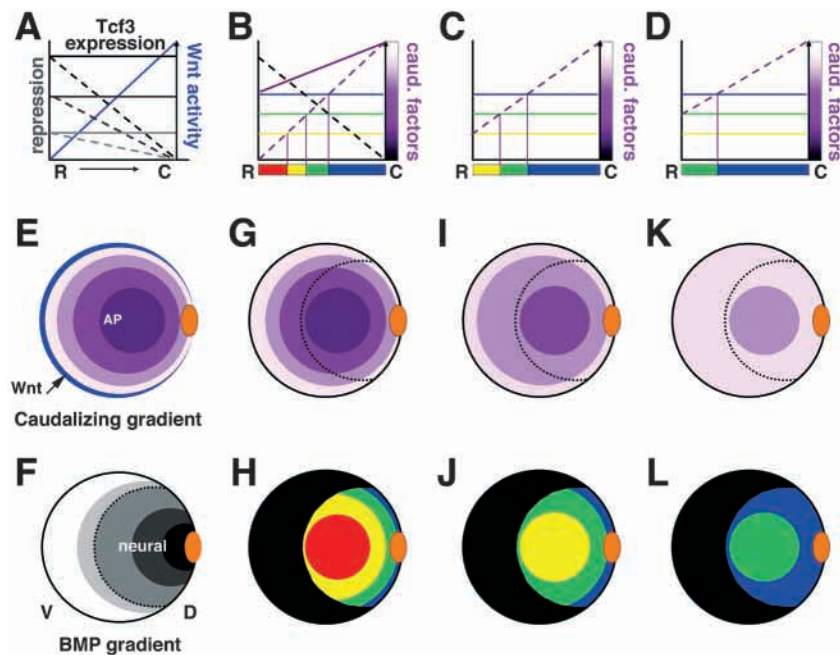 A
Tcf3
expression
repression
Wnt activity
R
C
B
caud. factors
R
C
C
caud. factors
R
C
D
caud. factors
R
C
E
AP
Wnt
Caudalizing gradient
G
I
K
F
neural
V
D
BMP gradient
H
J
L